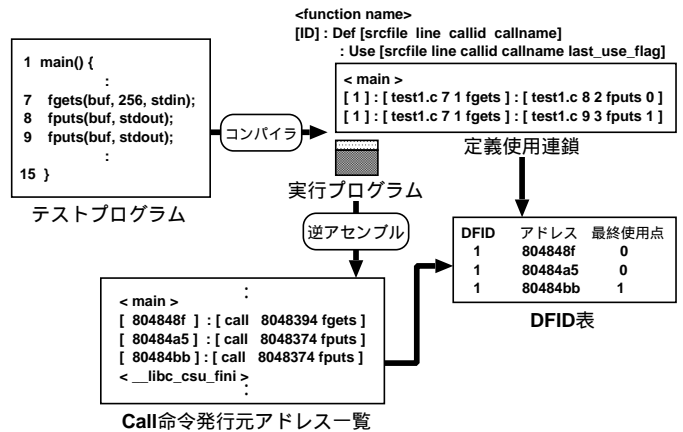 <function name>
[ID] : Def [srcfile line callid callname]
: Use [srcfile line callid callname last_use_flag]
1 main() {
:
7 fgets(buf, 256, stdin);
8 fputs(buf, stdout);
9 fputs(buf, stdout);
:
15 }
テストプログラム
コンパイラ
< main >
[ 1 ] : [ test1.c 7 1 fgets ] : [ test1.c 8 2 fputs 0 ]
[ 1 ] : [ test1.c 7 1 fgets ] : [ test1.c 9 3 fputs 1 ]
定義使用連鎖
実行プログラム
逆アセンブル
DFID アドレス 最終使用点
1 804848f 0
1 80484a5 0
1 80484bb 1
DFID表
:
< main >
[ 804848f ] : [ call 8048394 fgets ]
[ 80484a5 ] : [ call 8048374 fputs ]
[ 80484bb ] : [ call 8048374 fputs ]
< __libc_csu_fini >
:
Call命令発行元アドレス一覧